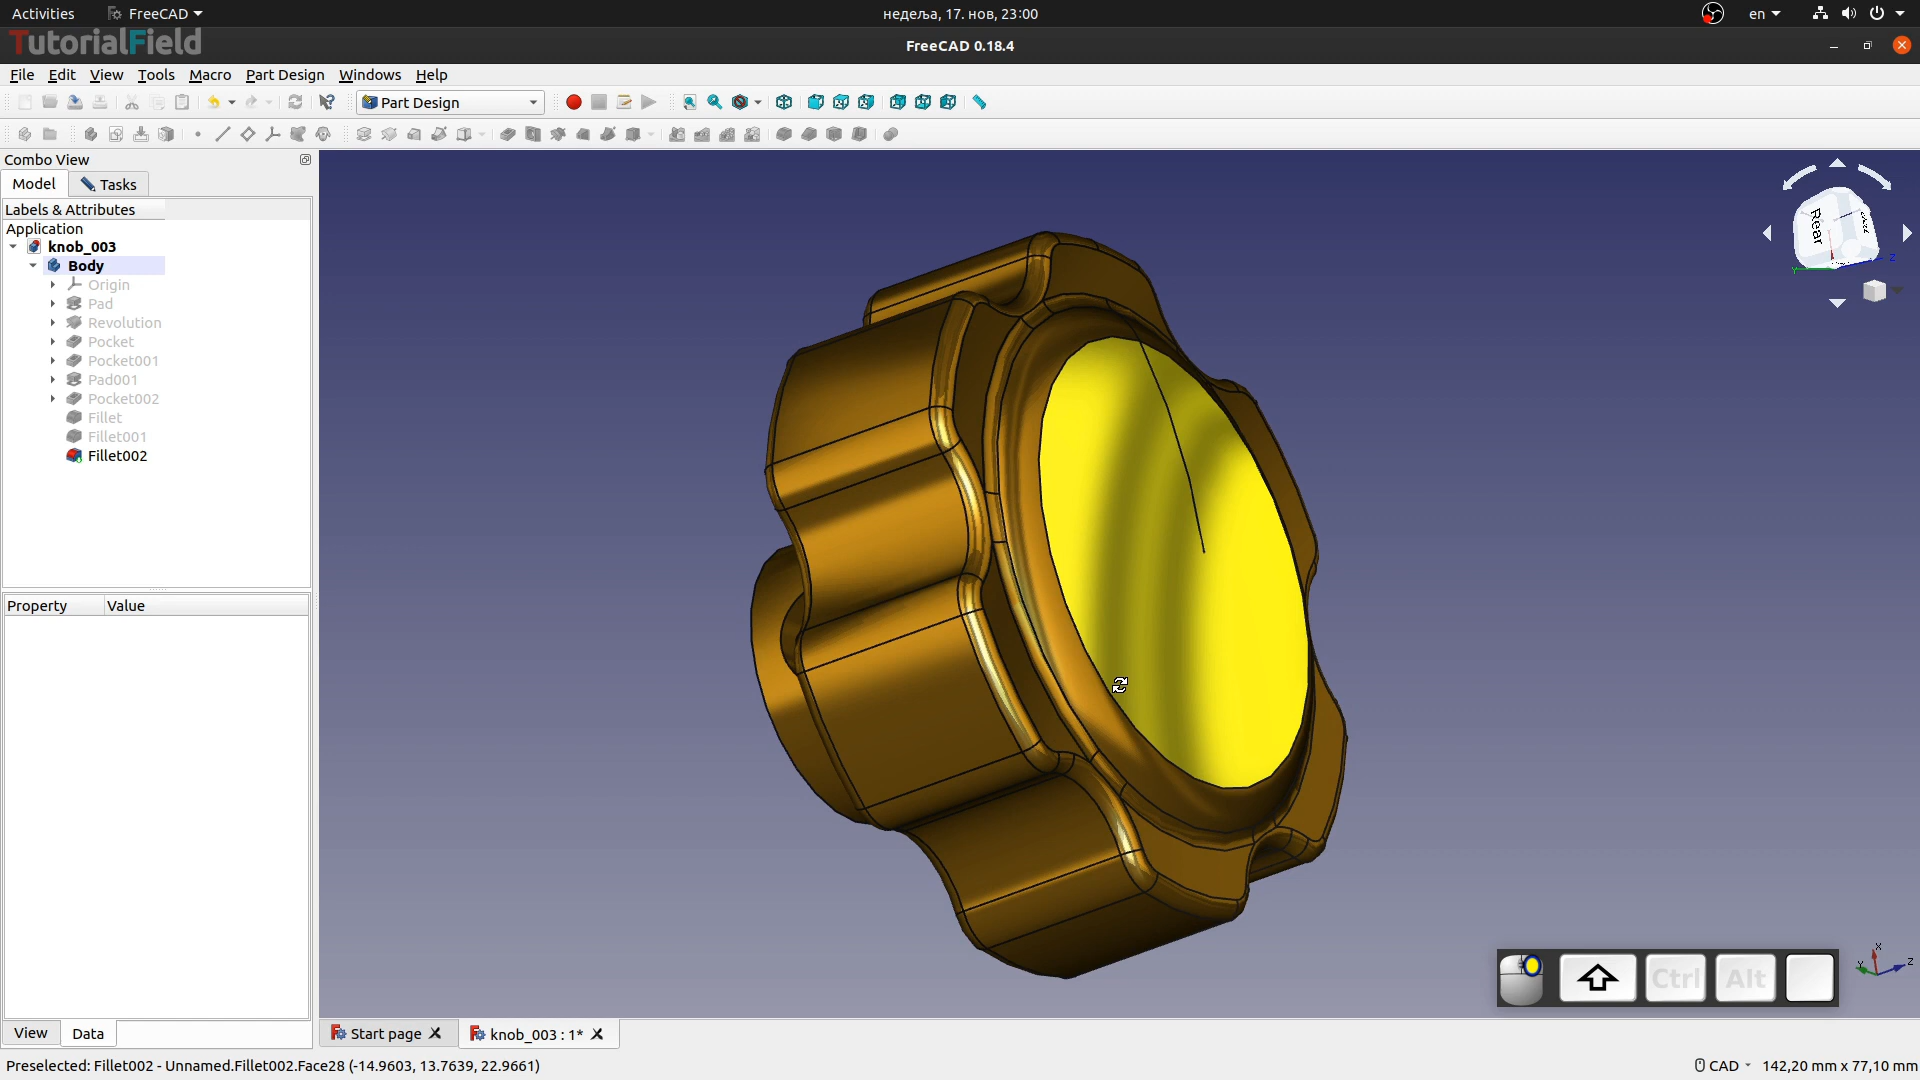 Activities FreeCAD недеља, 17. нов, 23:00 en
TutorialField FreeCAD 0.18.4
File Edit View Tools Macro Part Design Windows Help
Part Design
Combo View
Model Tasks
Labels & Attributes
Application
knob_003
Body
Origin
Pad
Revolution
Pocket
Pocket001
Pad001
Pocket002
Fillet
Fillet001
Fillet002
Rear
Y Z
Property Value
X
Y Z
Ctrl Alt
View Data
Start page knob_003 : 1*
Preselected: Fillet002 - Unnamed.Fillet002.Face28 (-14.9603, 13.7639, 22.9661) CAD 142,20 mm x 77,10 mm